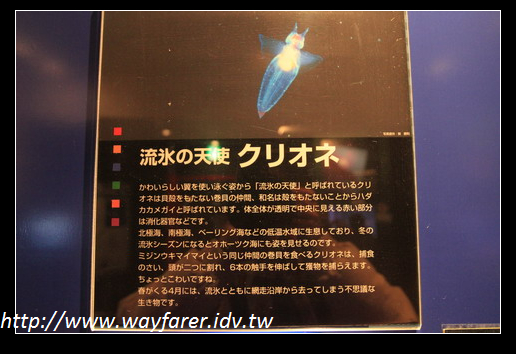 流氷の天使 クリオネ
かわいらしい翼を使い泳ぐ姿から「流氷の天使」と呼ばれているクリ
オネは貝殻をもたない巻貝の仲間、和名は殻をもたないことからハダ
カカメガイと呼ばれています。体全体が透明で中央に見える赤い部分
は消化器官などです。
北極海、南極海、ベーリング海などの低温水域に生息しており、冬の
流氷シーズンになるとオホーツク海にも姿を見せるのです。
ミジンウキマイマイという同じ仲間の巻貝を食べるクリオネは、捕食
のさい、頭が二つに割れ、6本の触手を伸ばして獲物を捕らえます。
ちょっとこわいですね。
春がくる4月には、流氷とともに網走沿岸から去ってしまう不思議な
生き物です。
http://www.wayfarer.idv.tw